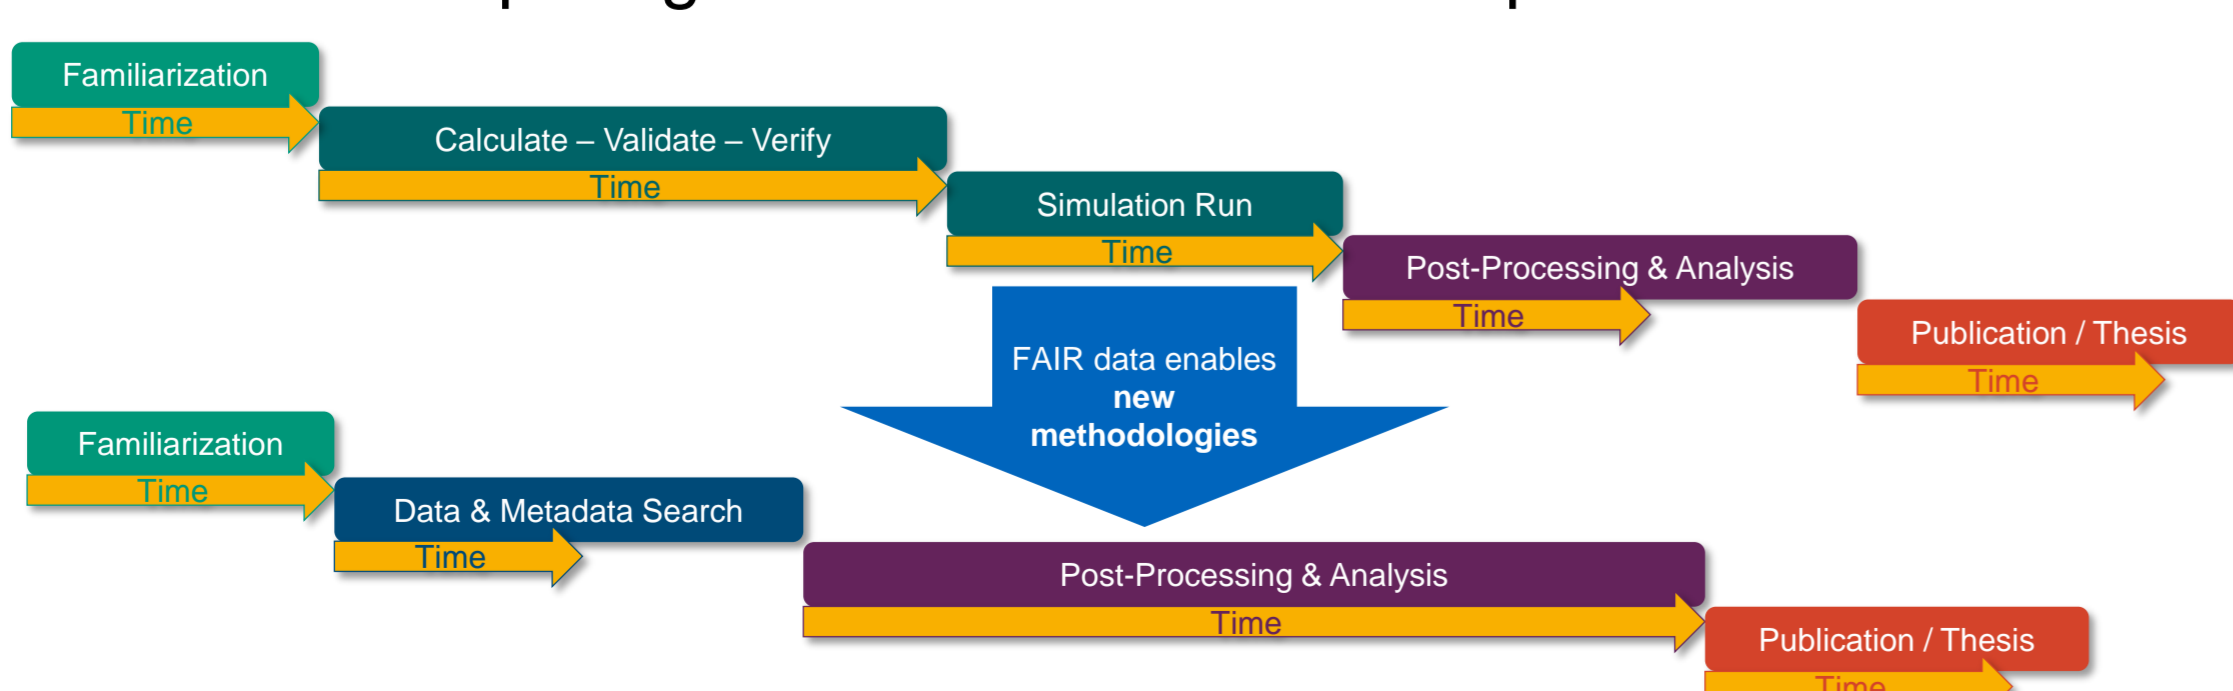 Familiarization
Time
Calculate – Validate – Verify
Time
Simulation Run
Time
Post-Processing & Analysis
Time
Publication / Thesis
Time
FAIR data enables
new
methodologies
Familiarization
Time
Data & Metadata Search
Time
Post-Processing & Analysis
Time
Publication / Thesis
Time